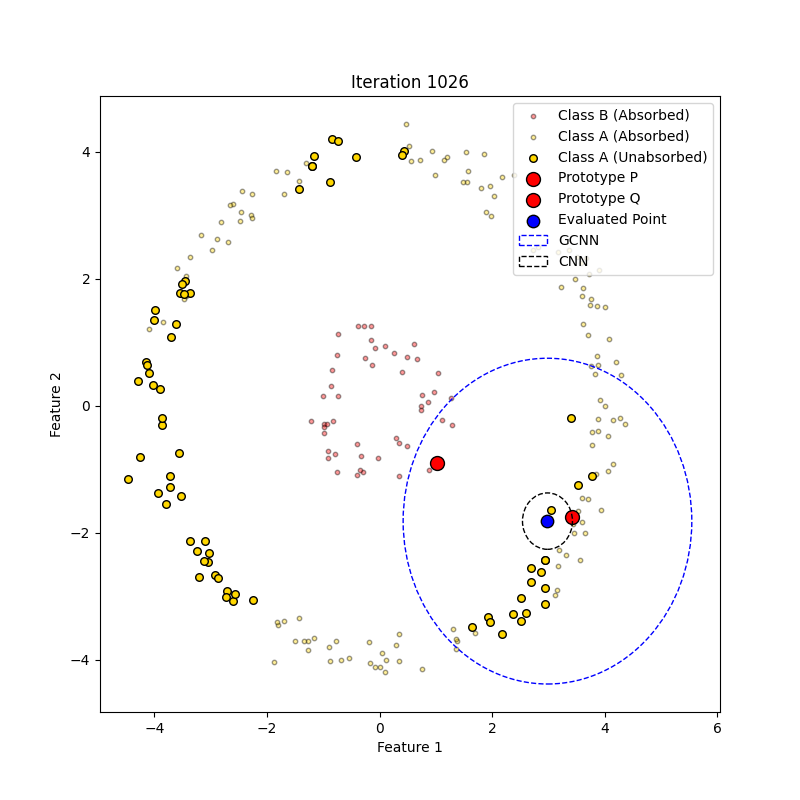 Iteration 1026
Class B (Absorbed)
Class A (Absorbed)
Class A (Unabsorbed)
Prototype P
Prototype Q
Evaluated Point
GCNN
CNN
4
2
0
−2
−4
Feature 2
−4
−2
0
2
4
6
Feature 1